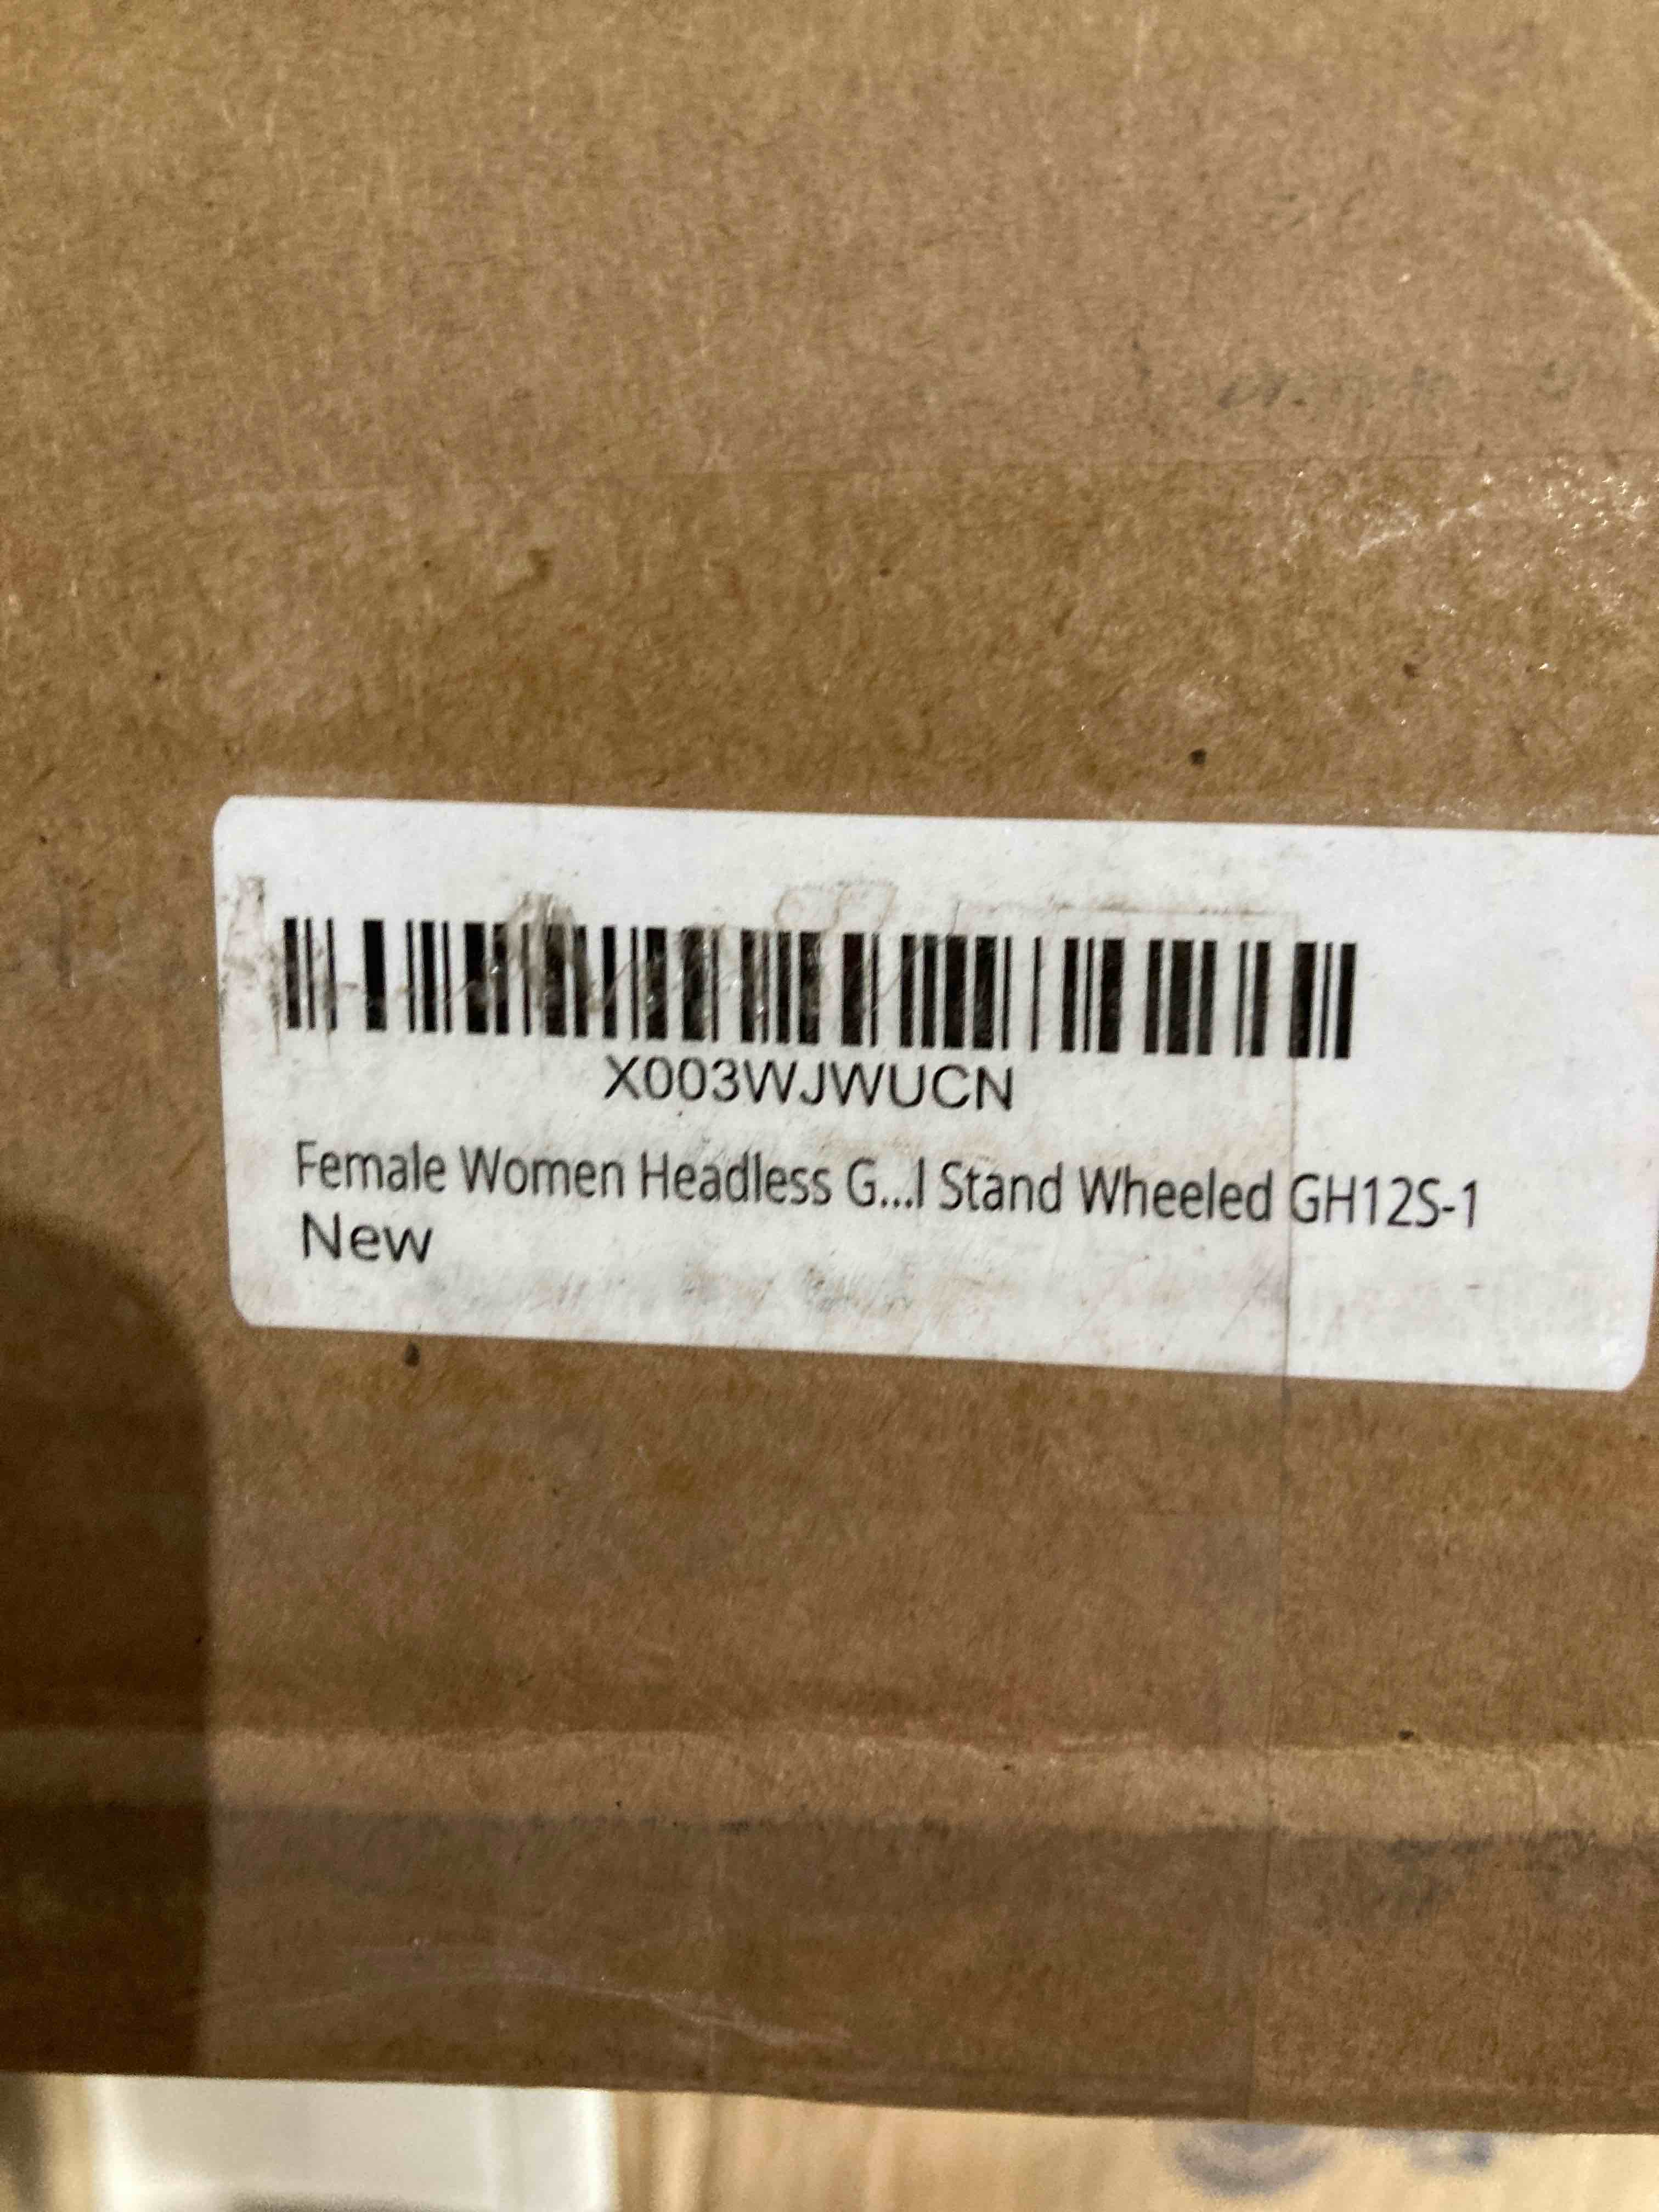 X003WJWUCN
Female Women Headless G...l Stand Wheeled GH12S-1
New